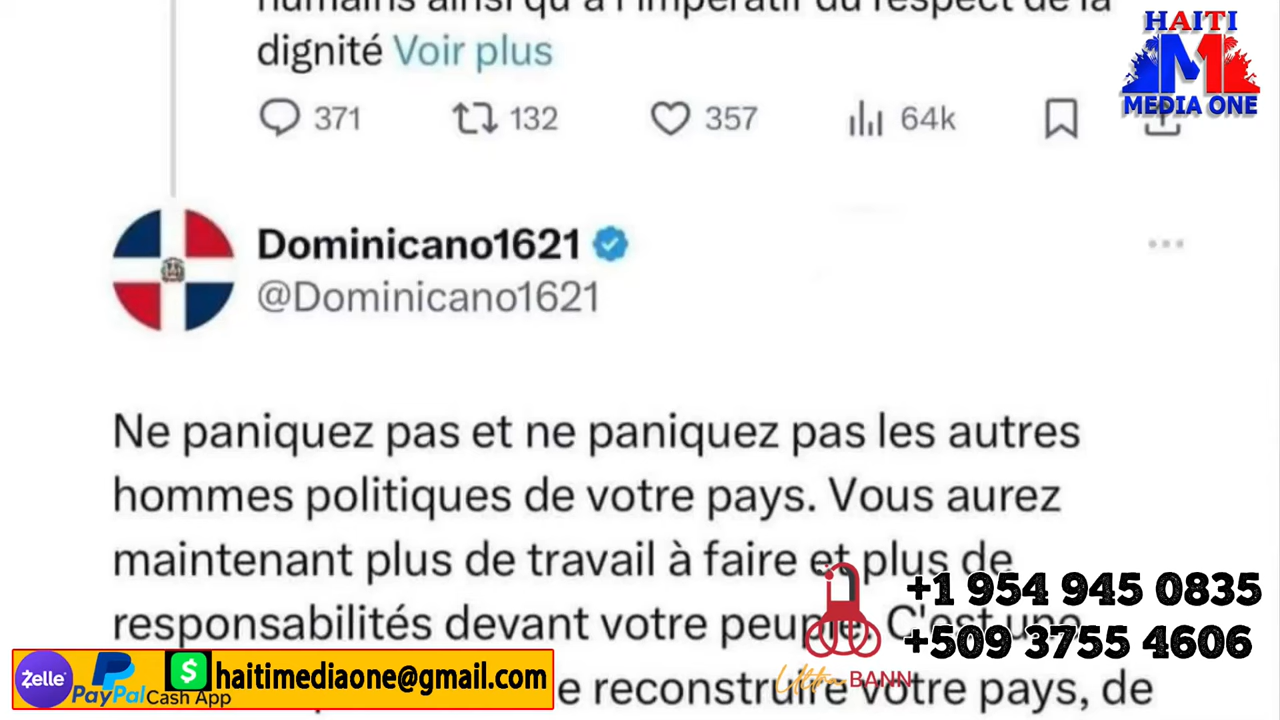 humains ainsi qu'à l'impératif du respect de la
dignité Voir plus
371 132 357 64k
HAITI
M1
MEDIA ONE
Dominicano1621
@Dominicano1621
Ne paniquez pas et ne paniquez pas les autres
hommes politiques de votre pays. Vous aurez
maintenant plus de travail à faire et plus de
responsabilités devant votre peuple. C'est une
e reconstruire votre pays, de
+1 954 945 0835
+509 3755 4606
Ultra BANN
Zelle
PayPal
Cash App
haitimediaone@gmail.com